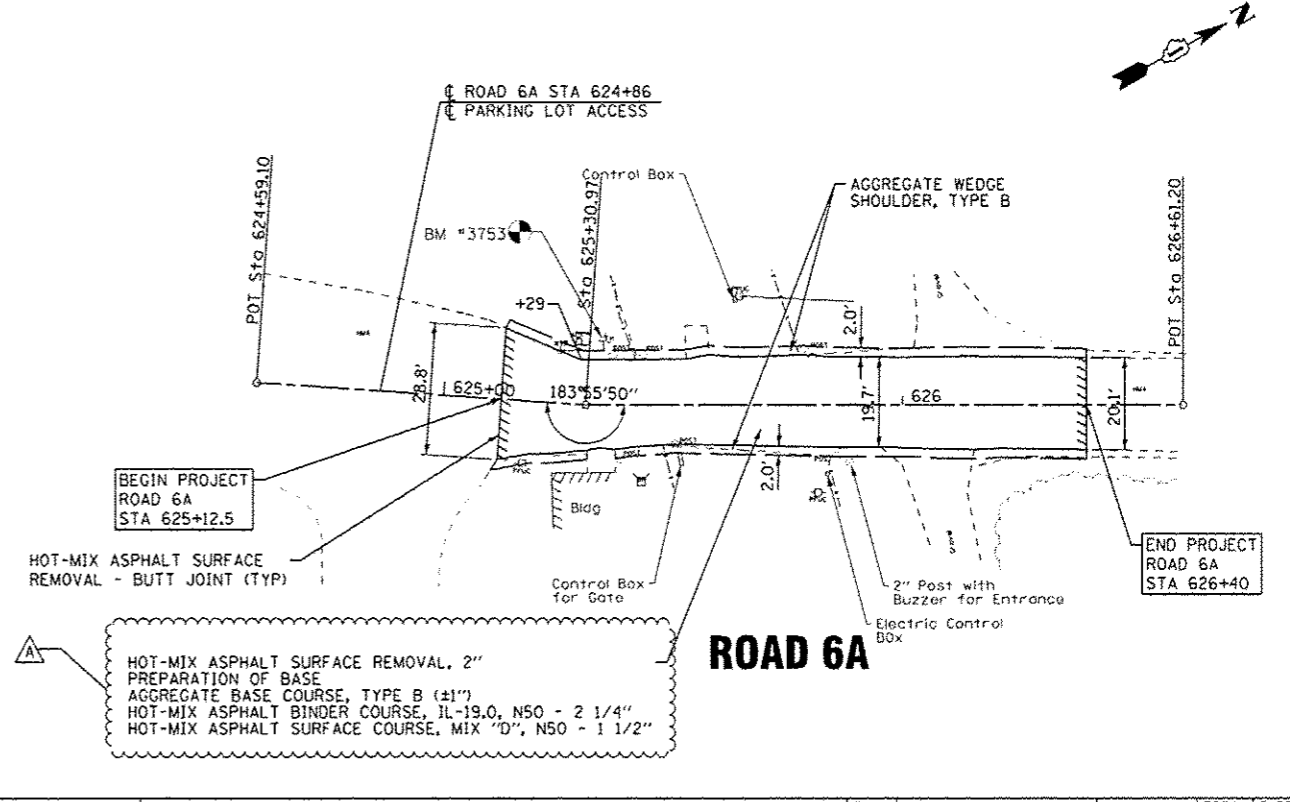 N
℄ ROAD 6A STA 624+86
℄ PARKING LOT ACCESS
POT Sta 624+59.10
Control Box
Sta 625+30.97
AGGREGATE WEDGE
SHOULDER, TYPE B
POT Sta 626+61.20
BM #3753
+29
2.0'
28.8'
625+00
183°55'50"
19.7'
626
20.1'
2.0'
BEGIN PROJECT
ROAD 6A
STA 625+12.5
Bldg
HOT-MIX ASPHALT SURFACE
REMOVAL - BUTT JOINT (TYP)
Control Box
for Gate
2" Post with
Buzzer for Entrance
Electric Control
Box
END PROJECT
ROAD 6A
STA 626+40
ROAD 6A
A
HOT-MIX ASPHALT SURFACE REMOVAL, 2"
PREPARATION OF BASE
AGGREGATE BASE COURSE, TYPE B (±1")
HOT-MIX ASPHALT BINDER COURSE, IL-19.0, N50 - 2 1/4"
HOT-MIX ASPHALT SURFACE COURSE, MIX "D", N50 - 1 1/2"